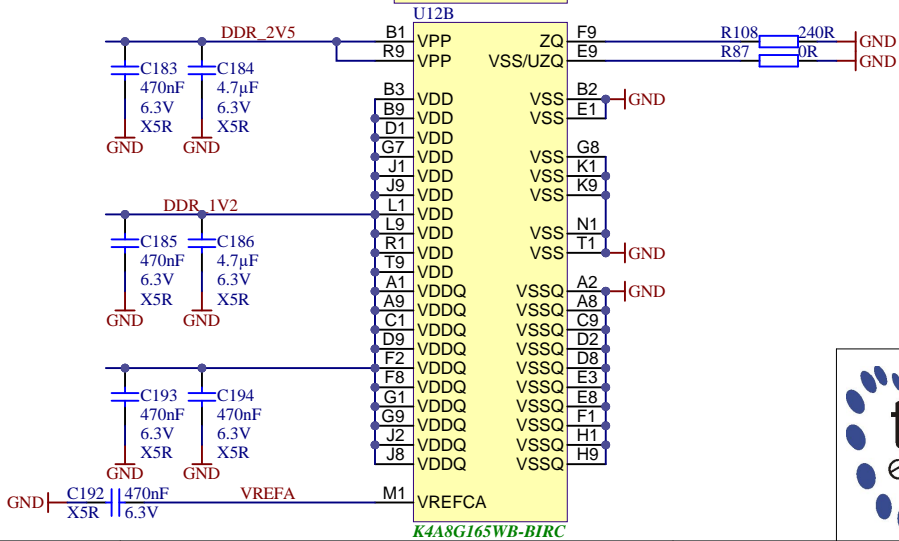 U12B
DDR_2V5
B1 VPP
R9 VPP
ZQ F9
VSS/UZQ E9
R108 240R GND
R87 0R GND
C183
470nF
6.3V
X5R
GND
C184
4.7µF
6.3V
X5R
GND
B3 VDD
B9 VDD
D1 VDD
G7 VDD
J1 VDD
J9 VDD
L1 VDD
L9 VDD
R1 VDD
T9 VDD
A1 VDDQ
A9 VDDQ
C1 VDDQ
D9 VDDQ
F2 VDDQ
F8 VDDQ
G1 VDDQ
G9 VDDQ
J2 VDDQ
J8 VDDQ
VSS B2 GND
VSS E1
VSS G8
VSS K1
VSS K9
VSS N1
VSS T1 GND
VSSQ A2 GND
VSSQ A8
VSSQ C9
VSSQ D2
VSSQ D8
VSSQ E3
VSSQ E8
VSSQ F1
VSSQ H1
VSSQ H9
DDR_1V2
C185
470nF
6.3V
X5R
GND
C186
4.7µF
6.3V
X5R
GND
C193
470nF
6.3V
X5R
GND
C194
470nF
6.3V
X5R
GND
GND C192 470nF VREFA
X5R 6.3V
M1 VREFCA
K4A8G165WB-BIRC